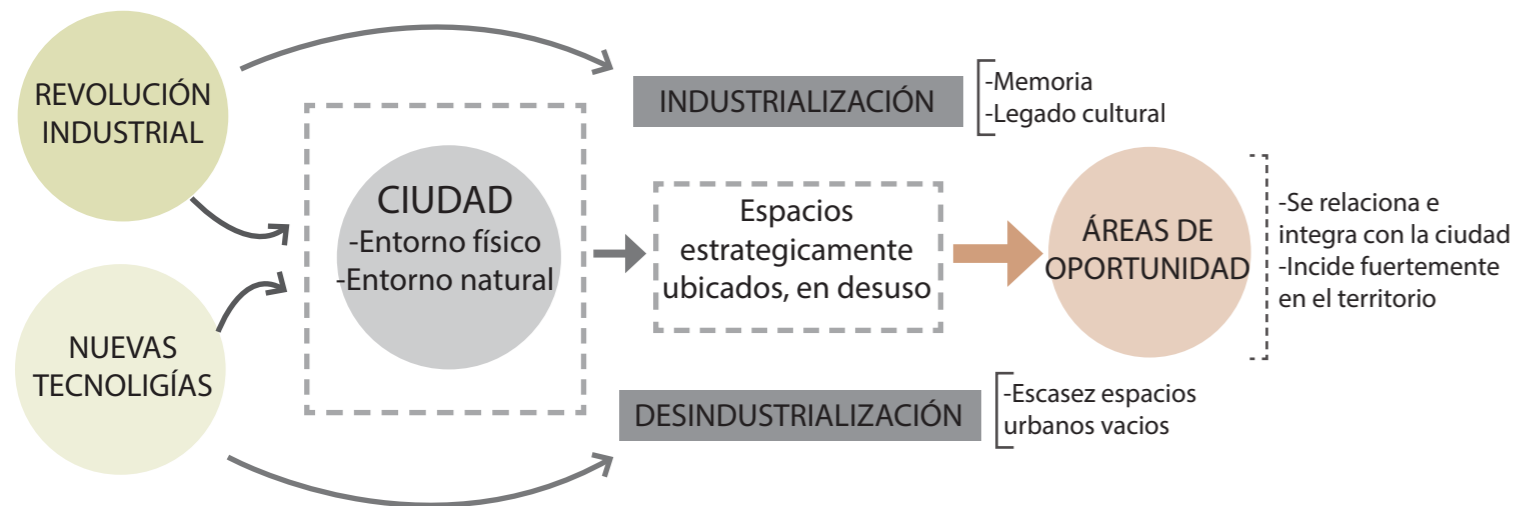 REVOLUCIÓN
INDUSTRIAL
NUEVAS
TECNOLIGÍAS
CIUDAD
-Entorno físico
-Entorno natural
INDUSTRIALIZACIÓN
-Memoria
-Legado cultural
Espacios
estrategicamente
ubicados, en desuso
DESINDUSTRIALIZACIÓN
-Escasez espacios
urbanos vacios
ÁREAS DE
OPORTUNIDAD
-Se relaciona e
integra con la ciudad
-Incide fuertemente
en el territorio